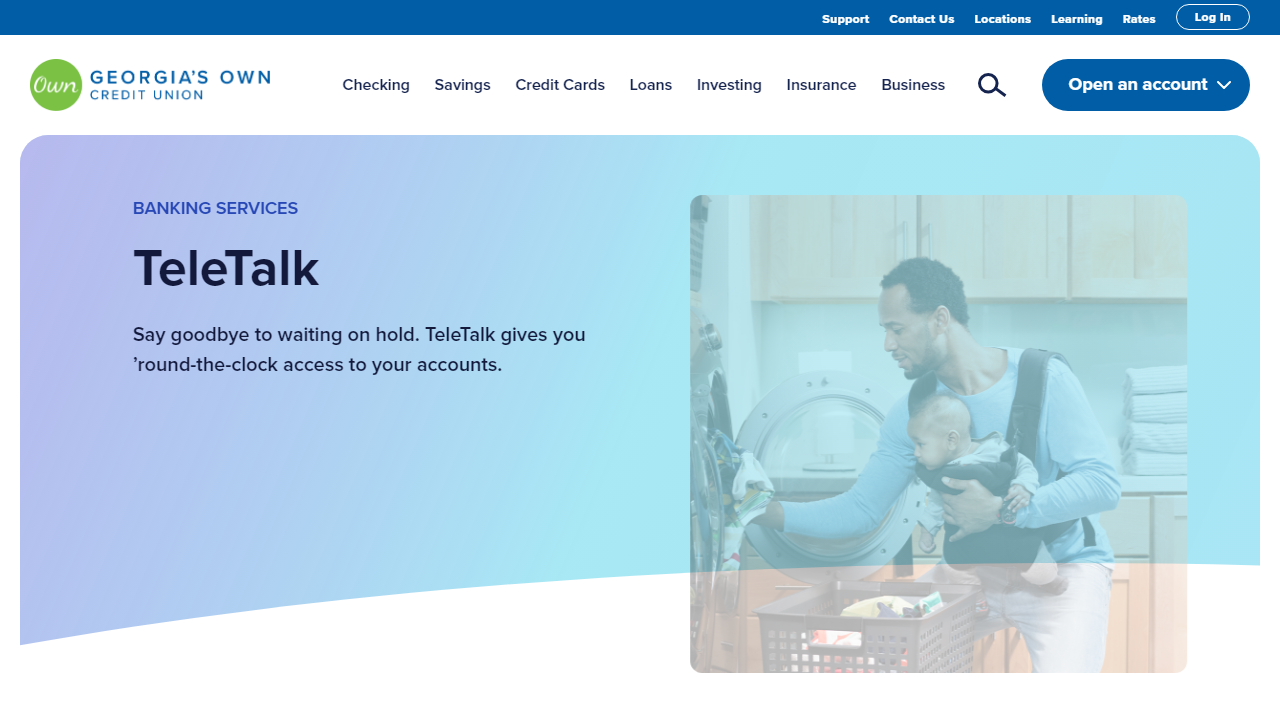 Support Contact Us Locations Learning Rates Log In
Own GEORGIA'S OWN
CREDIT UNION
Checking Savings Credit Cards Loans Investing Insurance Business
Open an account
BANKING SERVICES
TeleTalk
Say goodbye to waiting on hold. TeleTalk gives you
’round-the-clock access to your accounts.